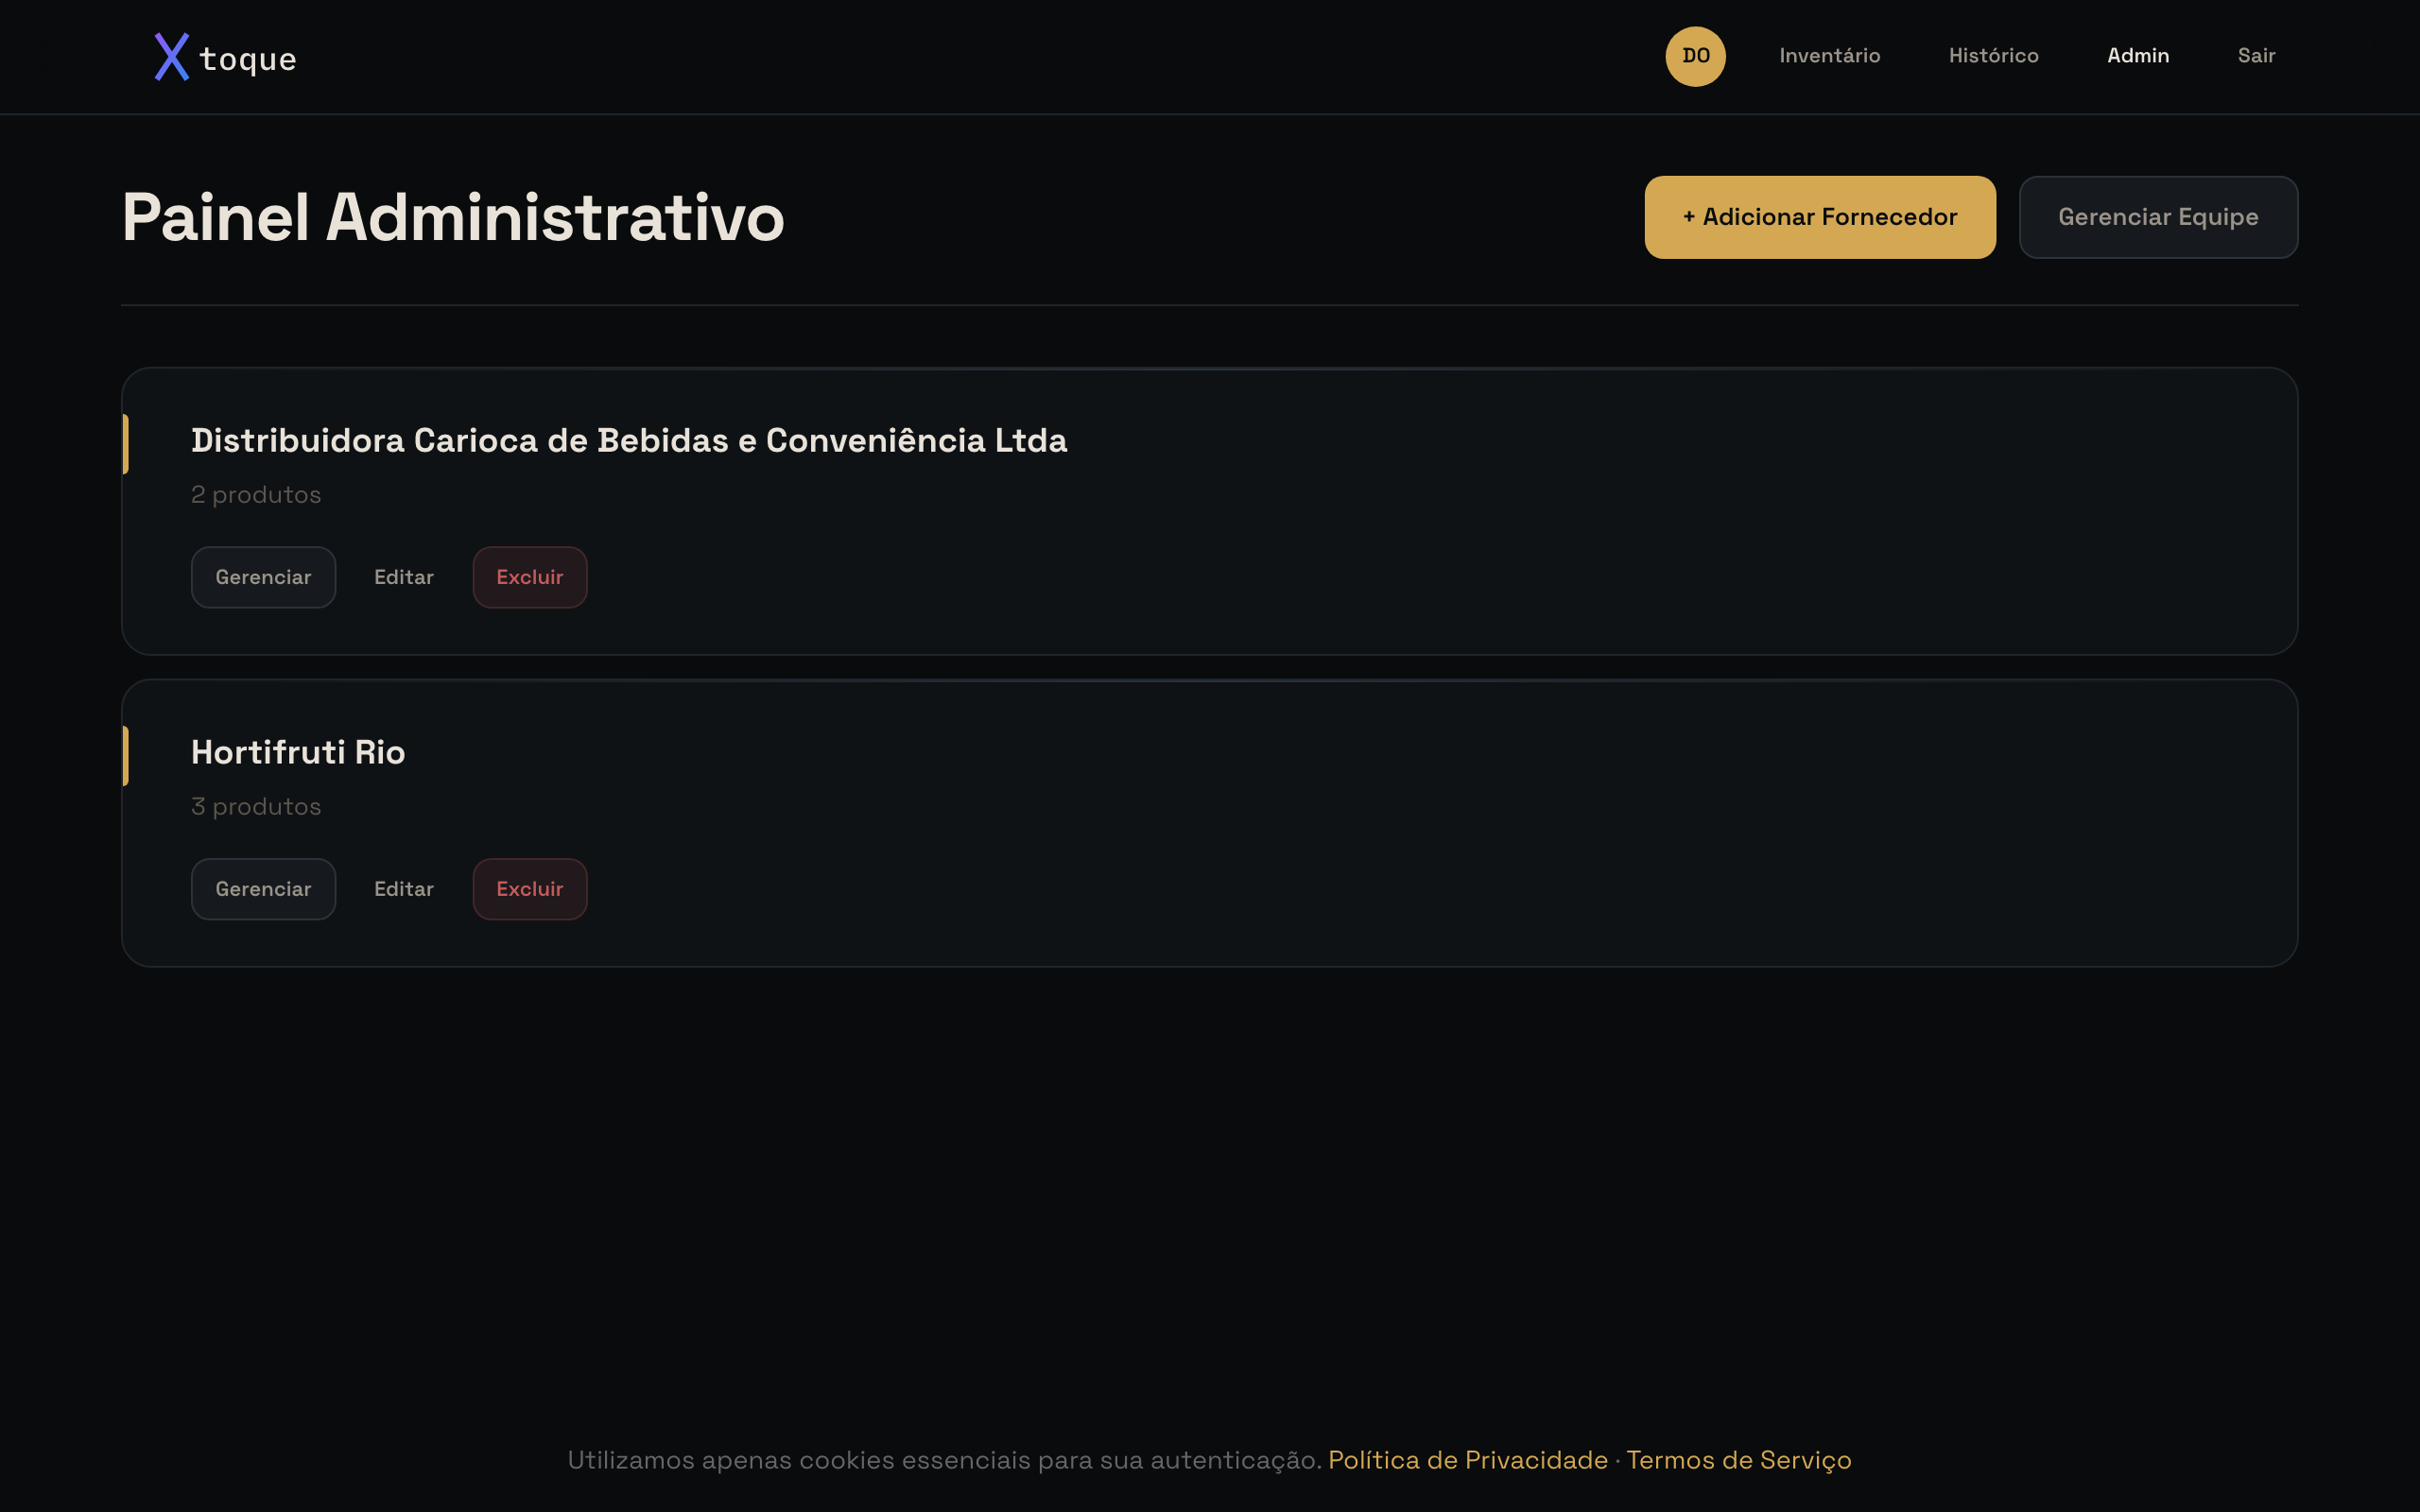 X toque
DO Inventário Histórico Admin Sair
Painel Administrativo
+ Adicionar Fornecedor Gerenciar Equipe
Distribuidora Carioca de Bebidas e Conveniência Ltda
2 produtos
Gerenciar Editar Excluir
Hortifruti Rio
3 produtos
Gerenciar Editar Excluir
Utilizamos apenas cookies essenciais para sua autenticação. Política de Privacidade · Termos de Serviço